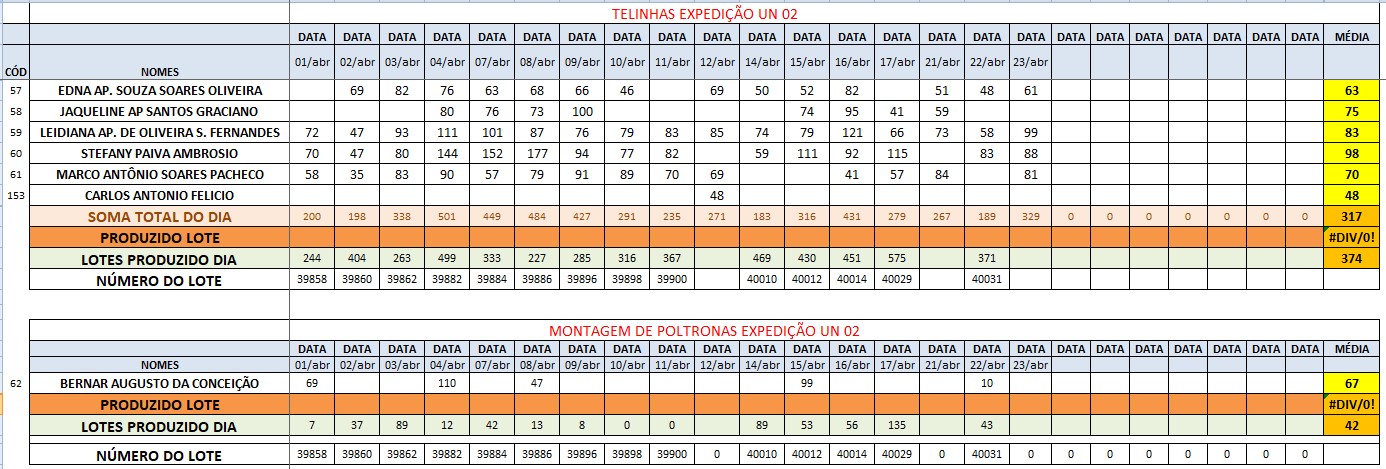 TELINHAS EXPEDIÇÃO UN 02
DATA DATA DATA DATA DATA DATA DATA DATA DATA DATA DATA DATA DATA DATA DATA DATA DATA DATA DATA DATA DATA DATA DATA MÉDIA
CÓD NOMES 01/abr 02/abr 03/abr 04/abr 07/abr 08/abr 09/abr 10/abr 11/abr 12/abr 14/abr 15/abr 16/abr 17/abr 21/abr 22/abr 23/abr
57 EDNA AP. SOUZA SOARES OLIVEIRA 69 82 76 63 68 66 46 69 50 52 82 51 48 61 63
58 JAQUELINE AP SANTOS GRACIANO 80 76 73 100 74 95 41 59 75
59 LEIDIANA AP. DE OLIVEIRA S. FERNANDES 72 47 93 111 101 87 76 79 83 85 74 79 121 66 73 58 99 83
60 STEFANY PAIVA AMBROSIO 70 47 80 144 152 177 94 77 82 59 111 92 115 83 88 98
61 MARCO ANTÔNIO SOARES PACHECO 58 35 83 90 57 79 91 89 70 69 41 57 84 81 70
153 CARLOS ANTONIO FELICIO 48 48
SOMA TOTAL DO DIA 200 198 338 501 449 484 427 291 235 271 183 316 431 279 267 189 329 0 0 0 0 0 0 317
PRODUZIDO LOTE #DIV/0!
LOTES PRODUZIDO DIA 244 404 263 499 333 227 285 316 367 469 430 451 575 371 374
NÚMERO DO LOTE 39858 39860 39862 39882 39884 39886 39896 39898 39900 40010 40012 40014 40029 40031
MONTAGEM DE POLTRONAS EXPEDIÇÃO UN 02
DATA DATA DATA DATA DATA DATA DATA DATA DATA DATA DATA DATA DATA DATA DATA DATA DATA DATA DATA DATA DATA DATA DATA MÉDIA
NOMES 01/abr 02/abr 03/abr 04/abr 07/abr 08/abr 09/abr 10/abr 11/abr 12/abr 14/abr 15/abr 16/abr 17/abr 21/abr 22/abr 23/abr
62 BERNAR AUGUSTO DA CONCEIÇÃO 69 110 47 99 10 67
PRODUZIDO LOTE #DIV/0!
LOTES PRODUZIDO DIA 7 37 89 12 42 13 8 0 0 89 53 56 135 43 42
NÚMERO DO LOTE 39858 39860 39862 39882 39884 39886 39896 39898 39900 0 40010 40012 40014 40029 0 40031 0 0 0 0 0 0 0